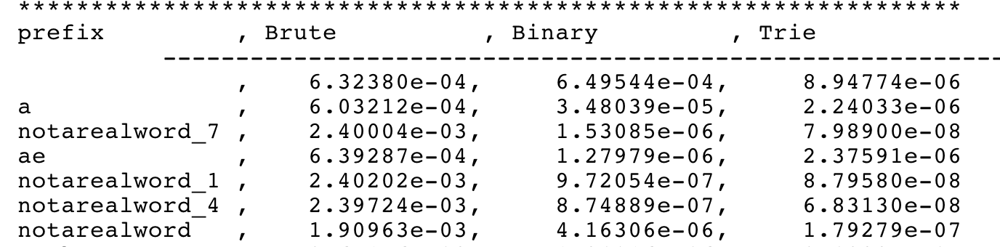 *****************************************************************
prefix , Brute , Binary , Trie
----------------------------------------------------------
, 6.32380e-04, 6.49544e-04, 8.94774e-06
a , 6.03212e-04, 3.48039e-05, 2.24033e-06
notarealword_7 , 2.40004e-03, 1.53085e-06, 7.98900e-08
ae , 6.39287e-04, 1.27979e-06, 2.37591e-06
notarealword_1 , 2.40202e-03, 9.72054e-07, 8.79580e-08
notarealword_4 , 2.39724e-03, 8.74889e-07, 6.83130e-08
notarealword , 1.90963e-03, 4.16306e-06, 1.79279e-07